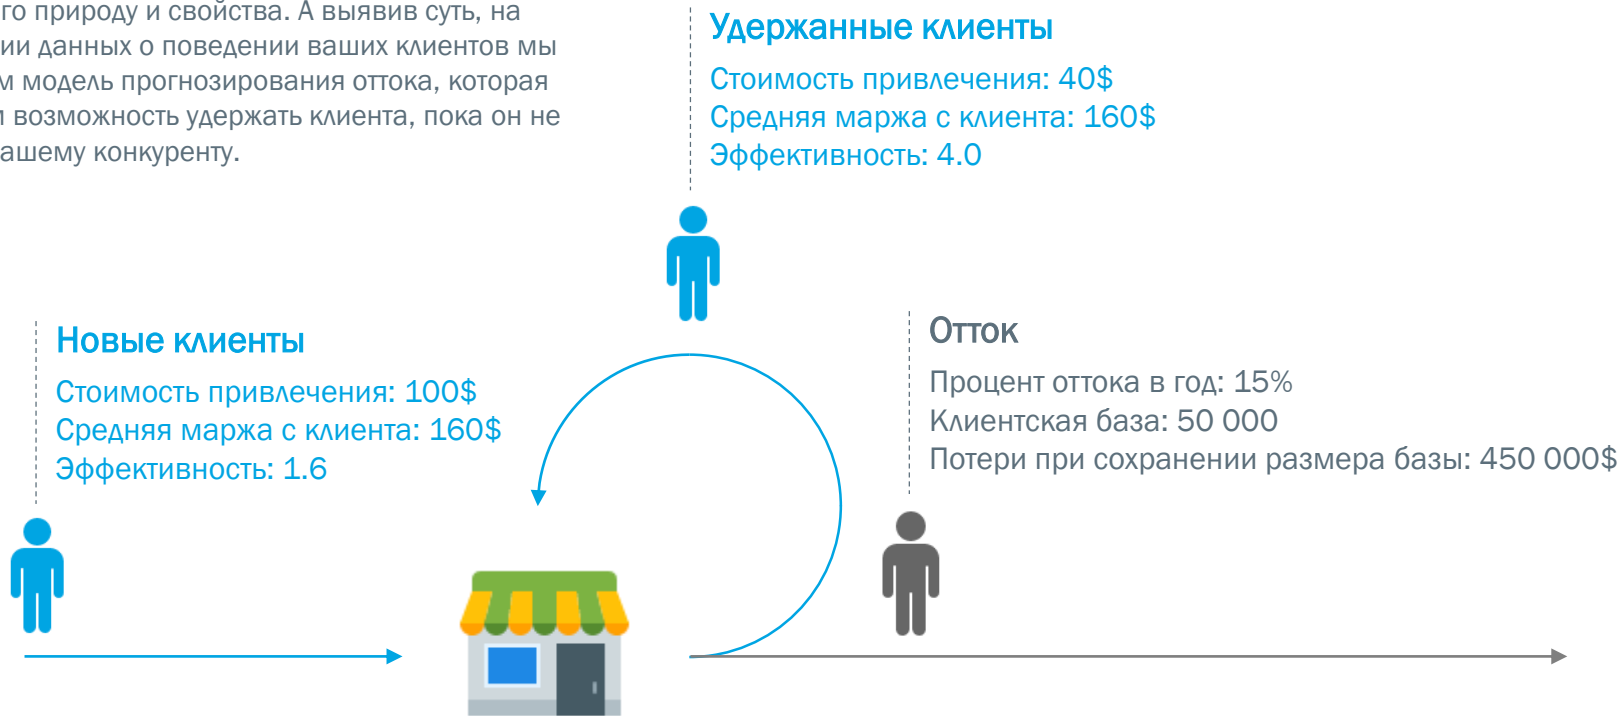 го природу и свойства. А выявив суть, на
ии данных о поведении ваших клиентов мы
м модель прогнозирования оттока, которая
возможность удержать клиента, пока он не
ашему конкуренту.
Удержанные клиенты
Стоимость привлечения: 40$
Средняя маржа с клиента: 160$
Эффективность: 4.0
Новые клиенты
Стоимость привлечения: 100$
Средняя маржа с клиента: 160$
Эффективность: 1.6
Отток
Процент оттока в год: 15%
Клиентская база: 50 000
Потери при сохранении размера базы: 450 000$